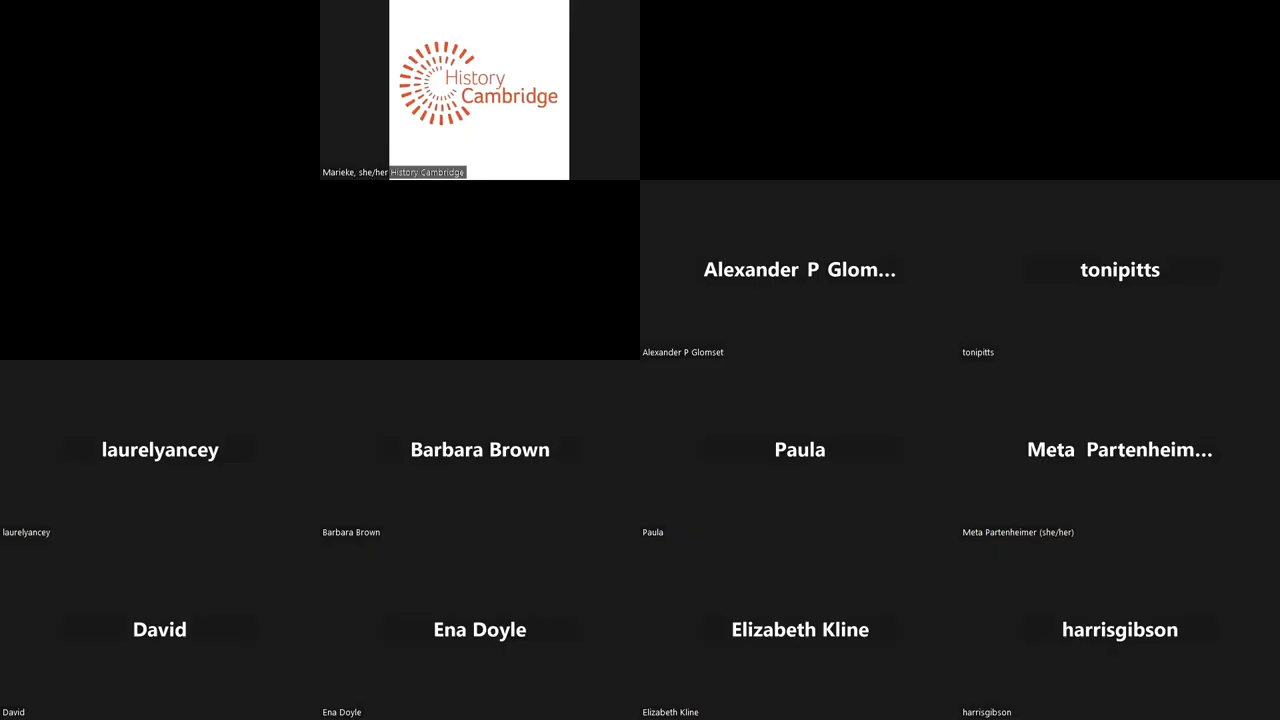 History
Cambridge
Marieke, she/her History Cambridge
Alexander P Glom...
tonipitts
Alexander P Glomset
tonipitts
laurelyancey
Barbara Brown
Paula
Meta Partenheim...
laurelyancey
Barbara Brown
Paula
Meta Partenheimer (she/her)
David
Ena Doyle
Elizabeth Kline
harrisgibson
David
Ena Doyle
Elizabeth Kline
harrisgibson